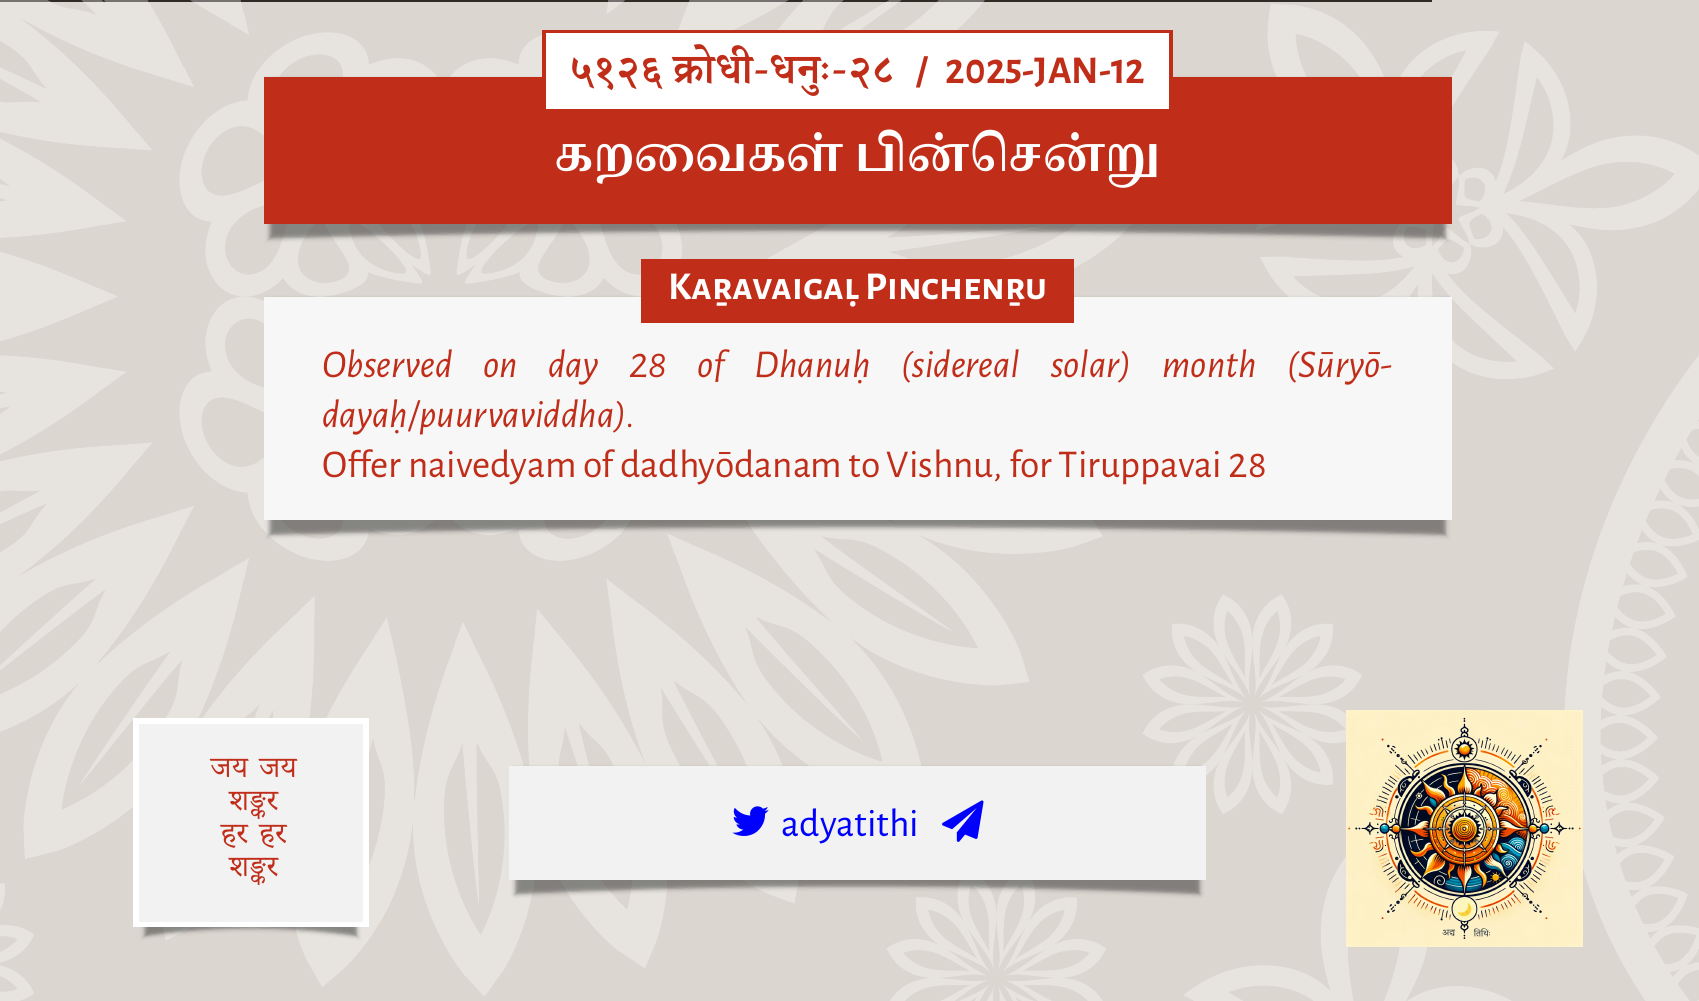 ५१२६ क्रोधी-धनुः-२८ / 2025-JAN-12
கறவைகள் பின்சென்று
Kaṟavaigaḷ Pinchenṟu
Observed on day 28 of Dhanuḥ (sidereal solar) month (Sūryō-
dayaḥ/puurvaviddha).
Offer naivedyam of dadhyōdanam to Vishnu, for Tiruppavai 28
जय जय
शङ्कर
हर हर
शङ्कर
adyatithi
अद्य तिथिः